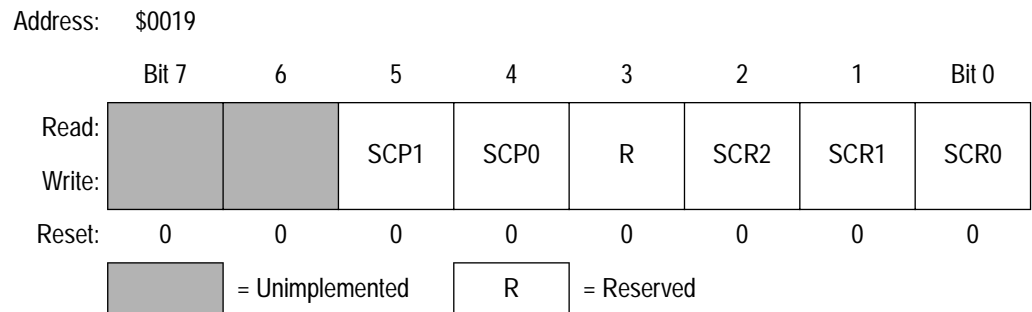 Address: $0019
Bit 7 6 5 4 3 2 1 Bit 0
Read:
SCP1 SCP0 R SCR2 SCR1 SCR0
Write:
Reset: 0 0 0 0 0 0 0 0
= Unimplemented R = Reserved